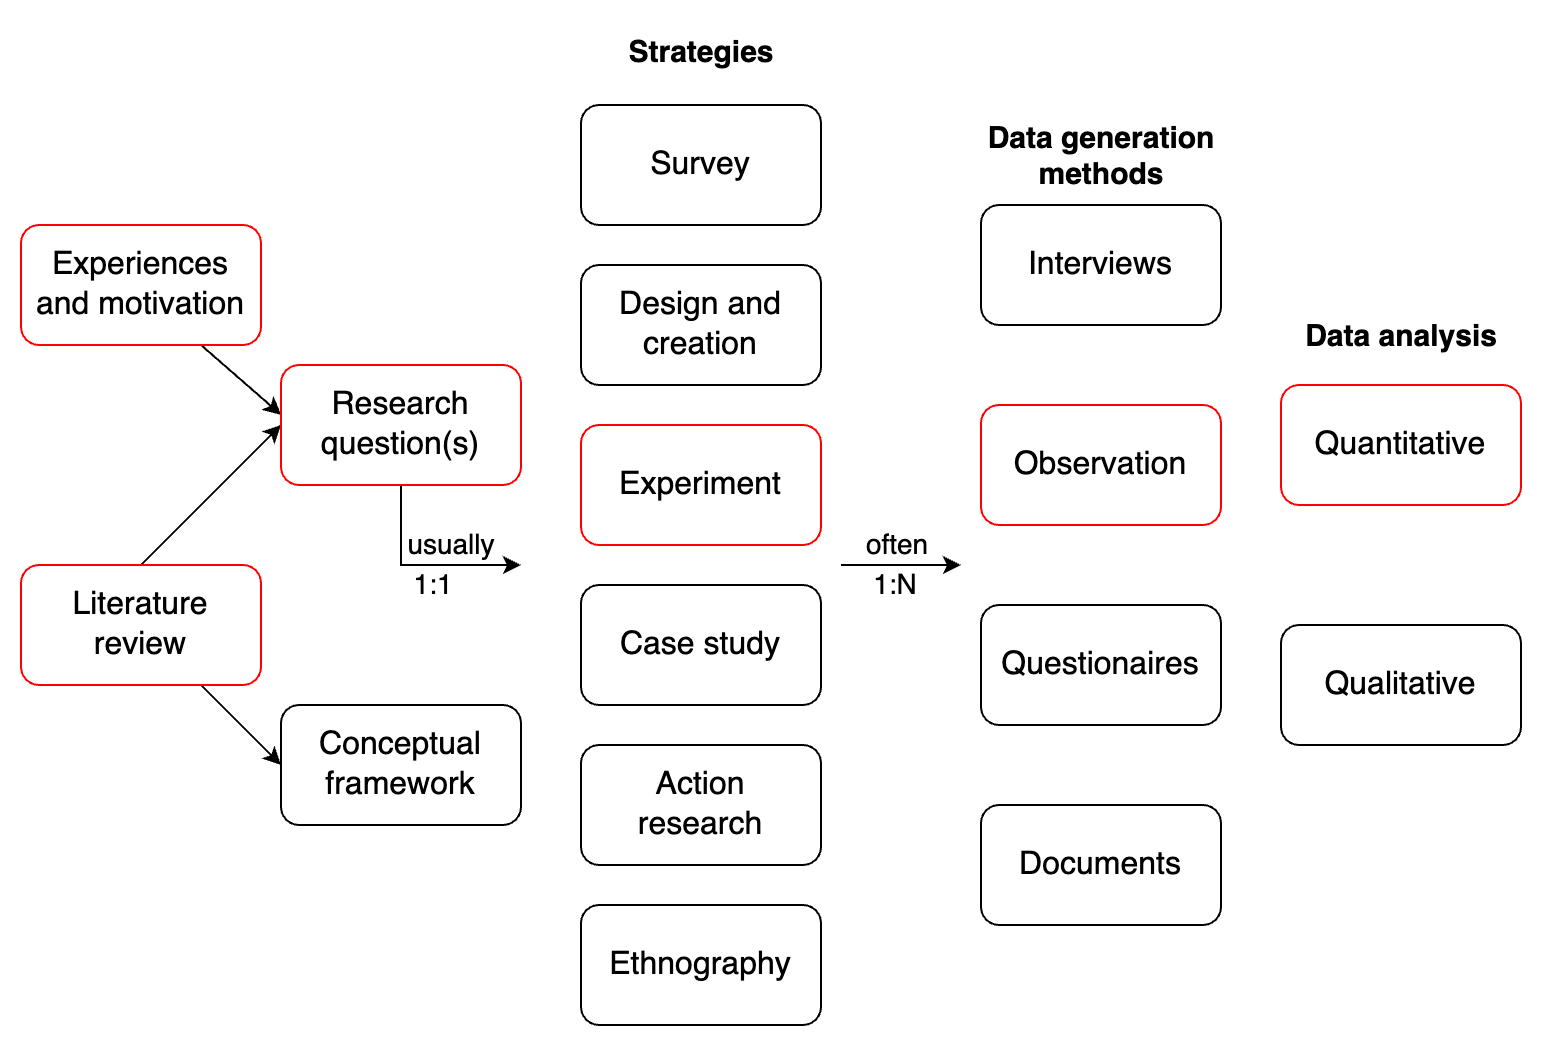 Strategies
Survey
Design and
creation
Experiment
Case study
Action
research
Ethnography
Experiences
and motivation
Research
question(s)
Literature
review
Conceptual
framework
usually
1:1
often
1:N
Data generation
methods
Interviews
Observation
Questionaires
Documents
Data analysis
Quantitative
Qualitative